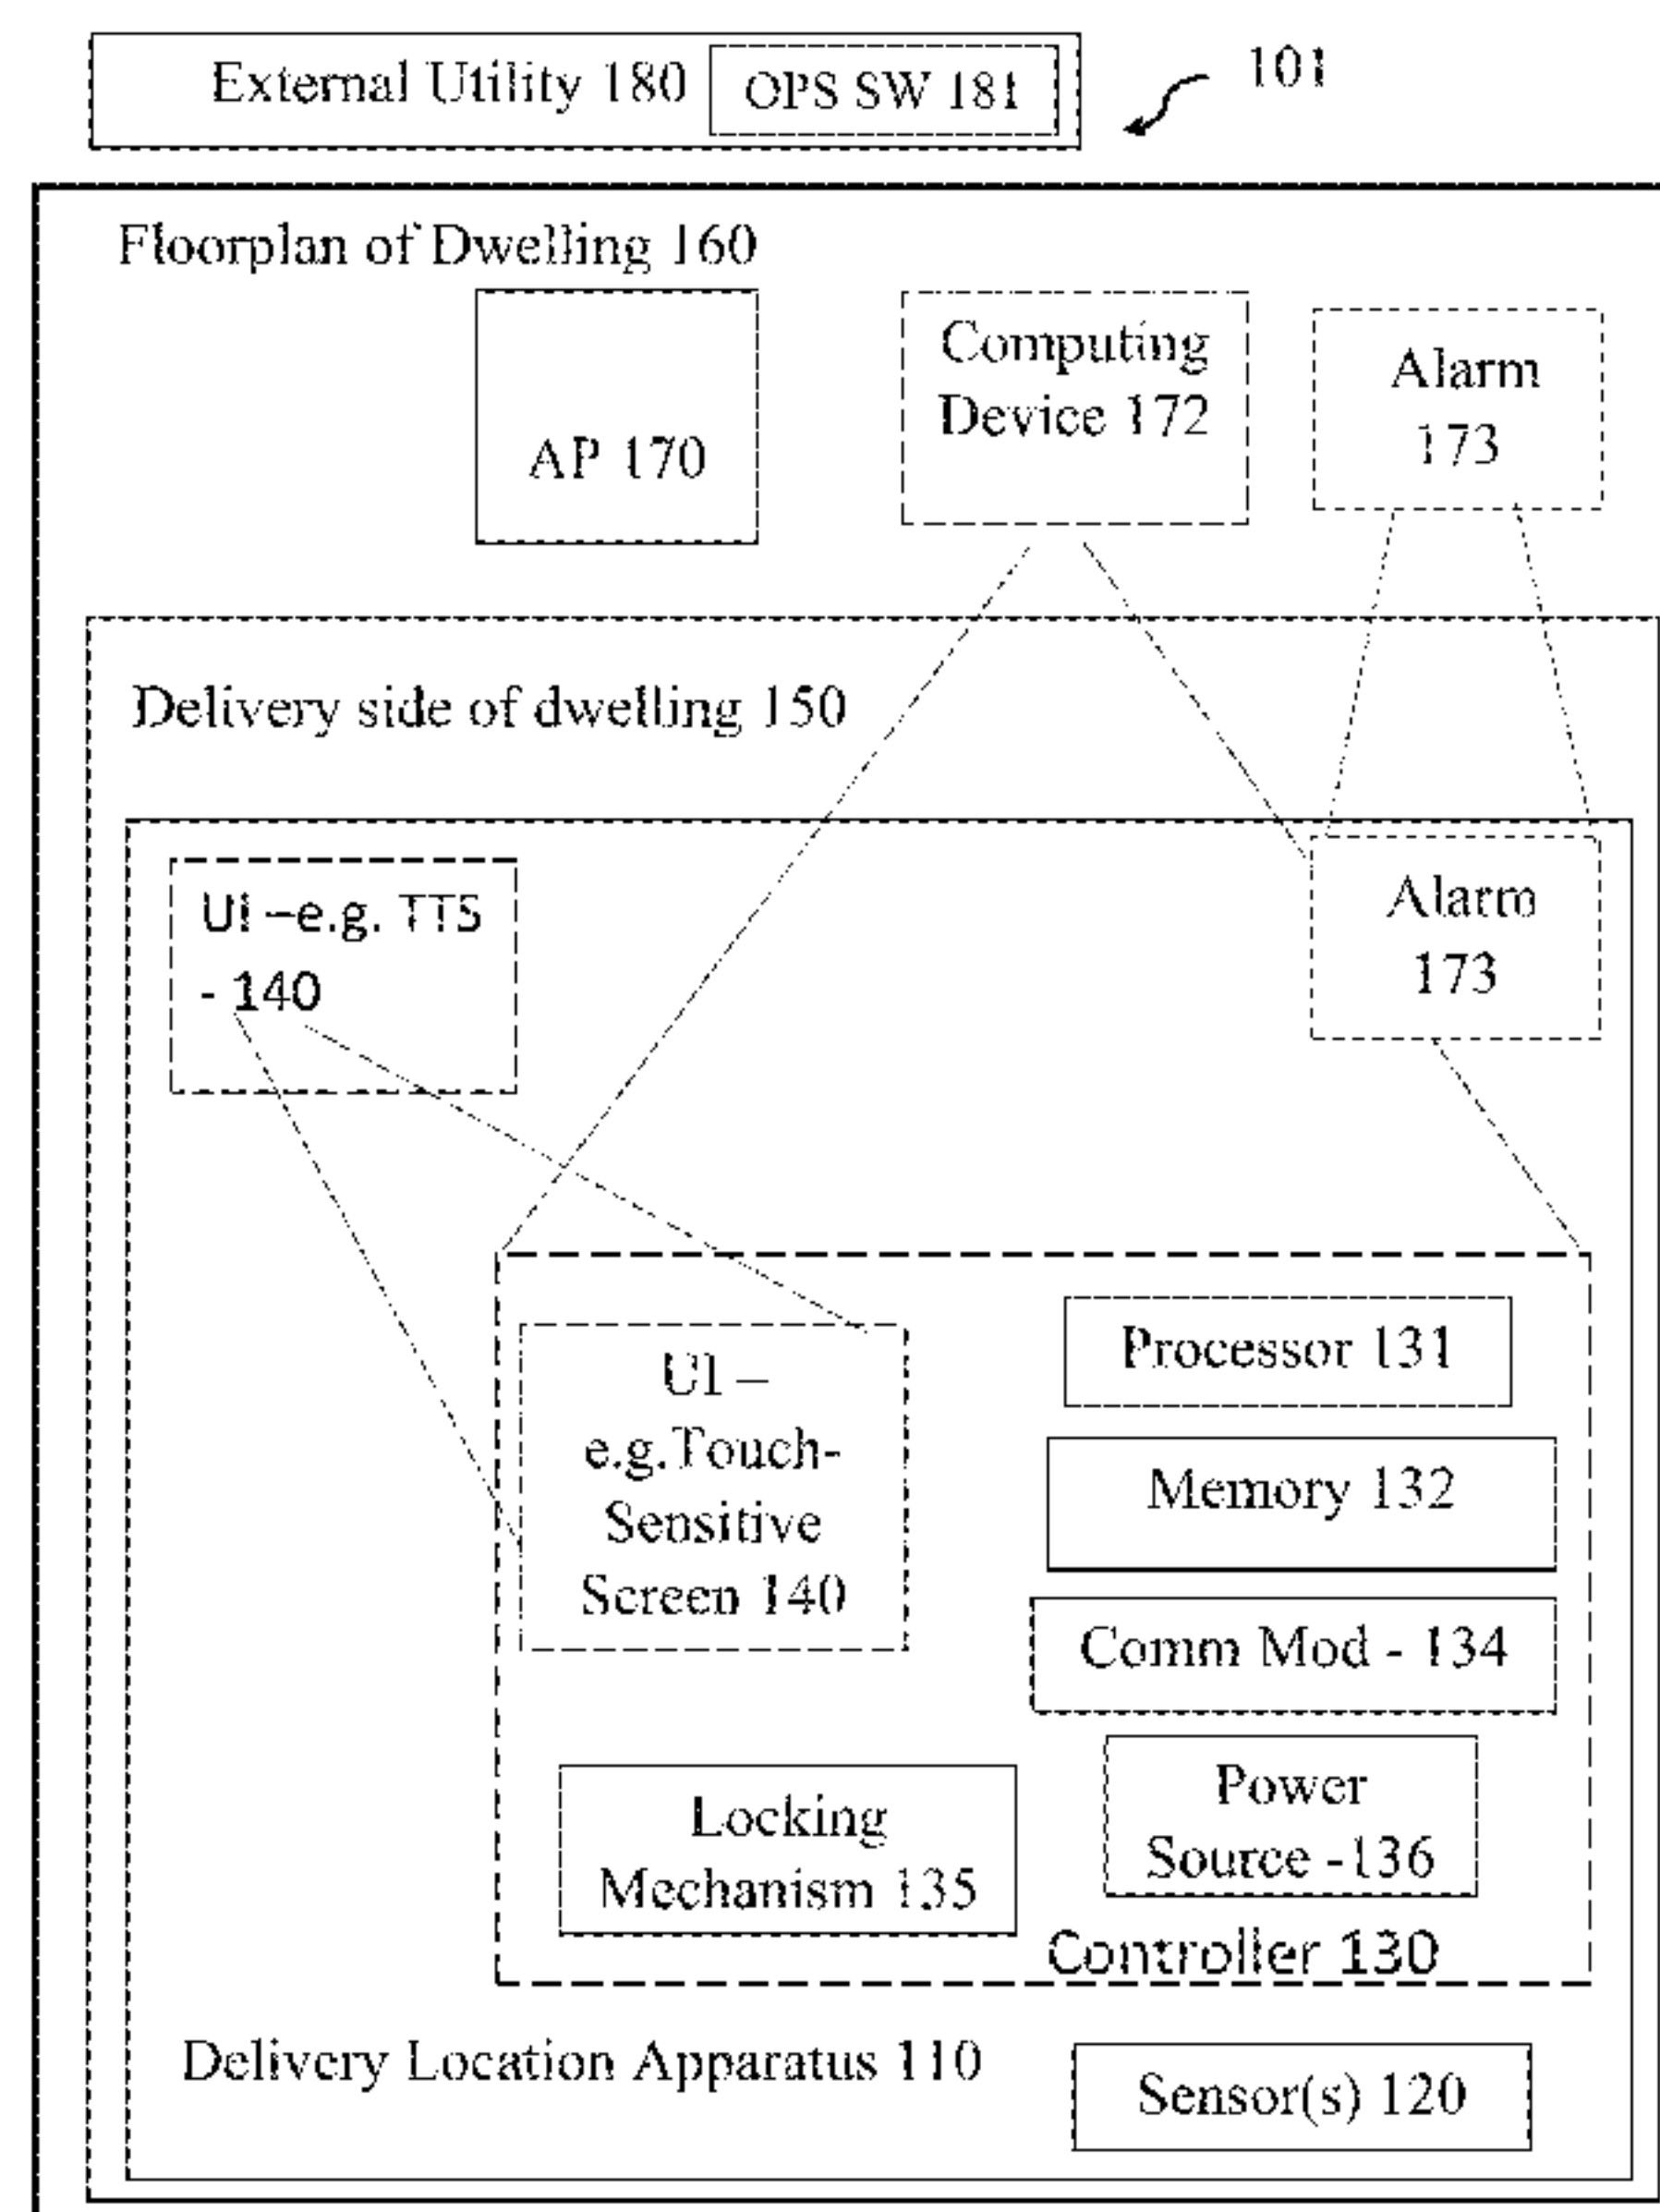 External Utility 180
OPS SW 181
101
Floorplan of Dwelling 160
AP 170
Computing
Device 172
Alarm
173
Delivery side of dwelling 150
UI –e.g. TTS
- 140
Alarm
173
UI –
e.g.Touch-
Sensitive
Screen 140
Processor 131
Memory 132
Comm Mod - 134
Locking
Mechanism 135
Power
Source -136
Controller 130
Delivery Location Apparatus 110
Sensor(s) 120